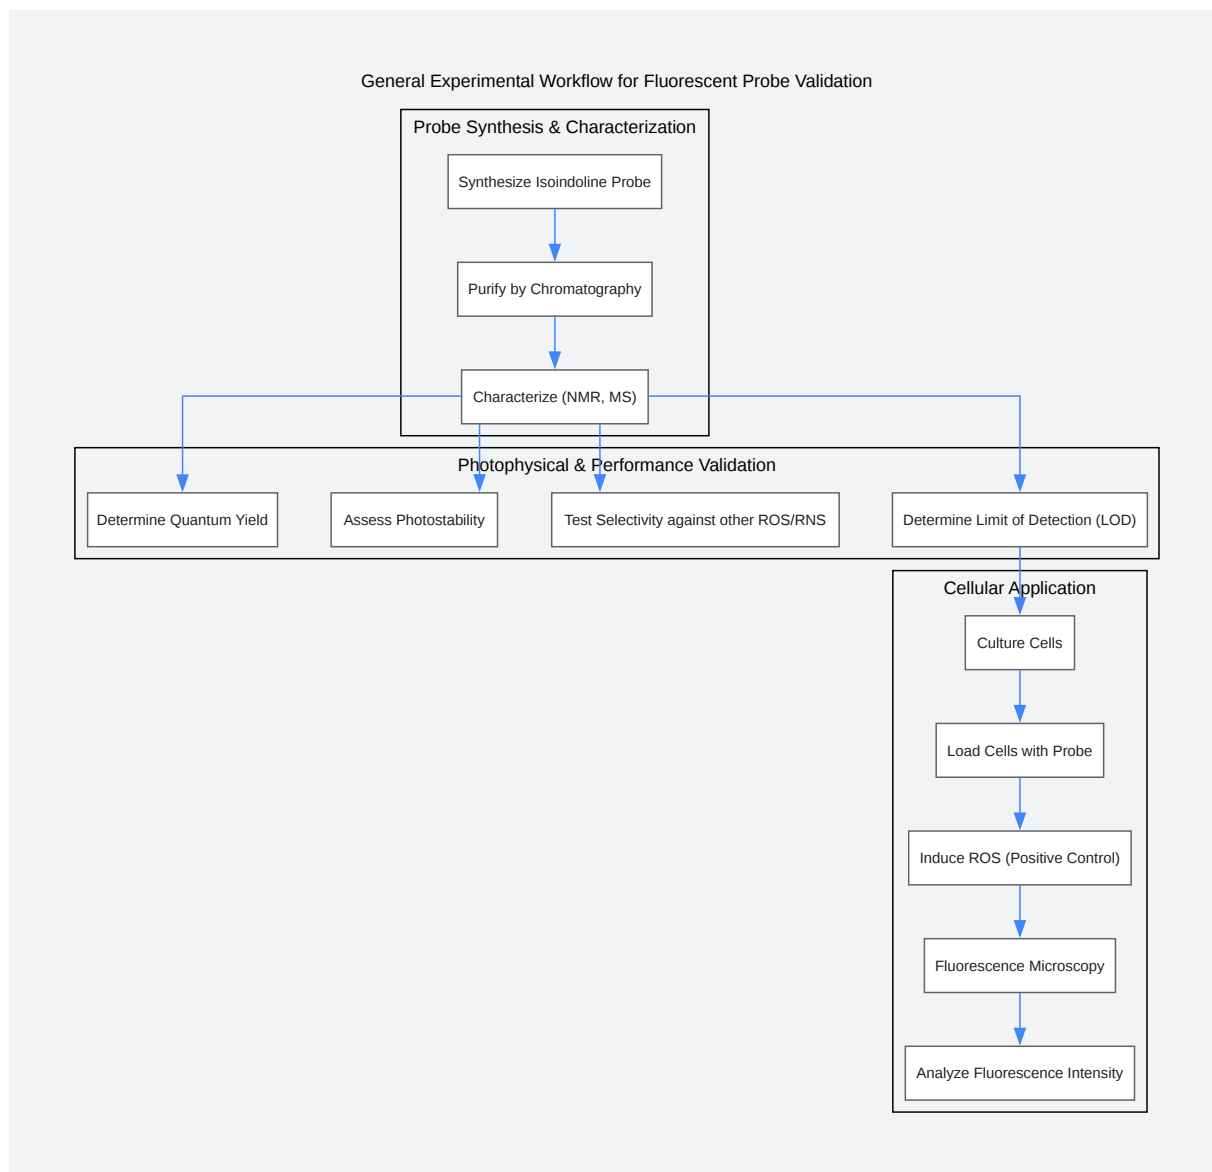 General Experimental Workflow for Fluorescent Probe Validation
Probe Synthesis & Characterization
Synthesize Isoindoline Probe
Purify by Chromatography
Characterize (NMR, MS)
Photophysical & Performance Validation
Determine Quantum Yield
Assess Photostability
Test Selectivity against other ROS/RNS
Determine Limit of Detection (LOD)
Cellular Application
Culture Cells
Load Cells with Probe
Induce ROS (Positive Control)
Fluorescence Microscopy
Analyze Fluorescence Intensity